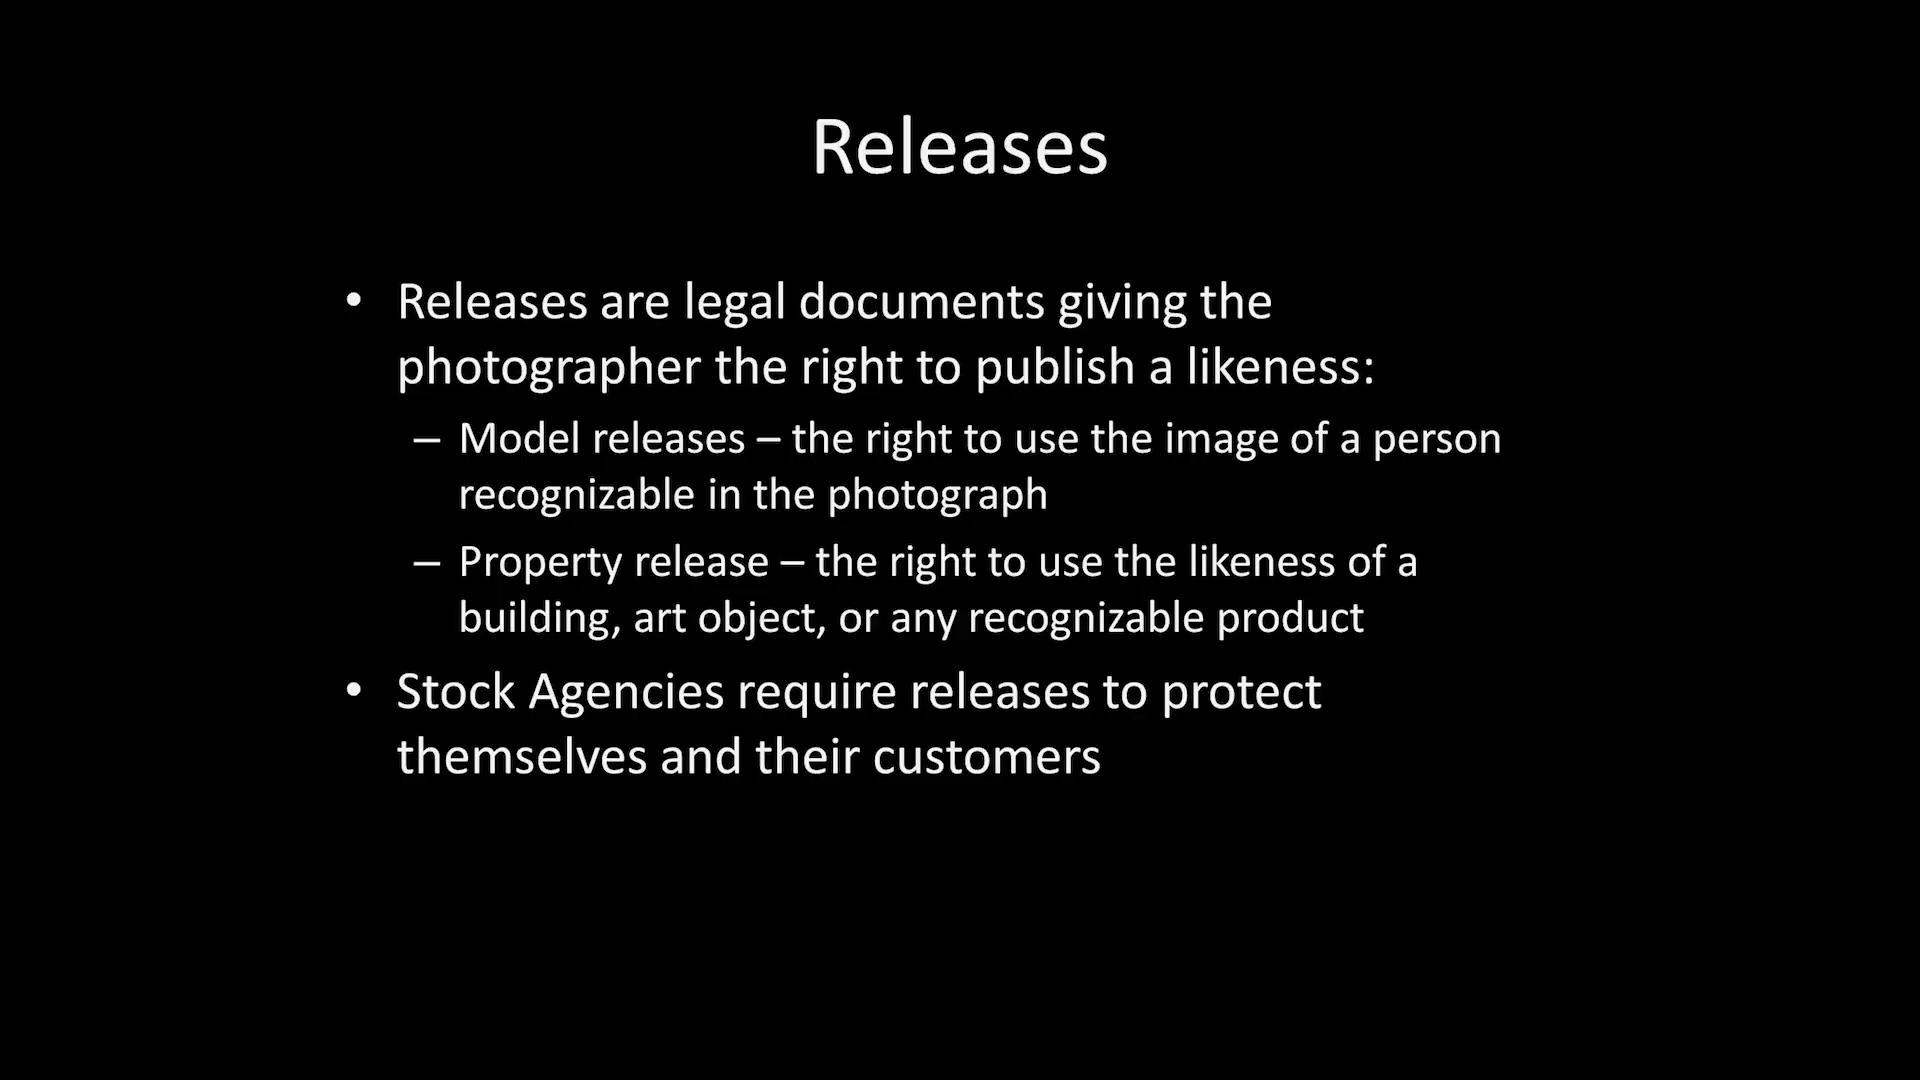 Releases
• Releases are legal documents giving the
photographer the right to publish a likeness:
– Model releases – the right to use the image of a person
recognizable in the photograph
– Property release – the right to use the likeness of a
building, art object, or any recognizable product
• Stock Agencies require releases to protect
themselves and their customers